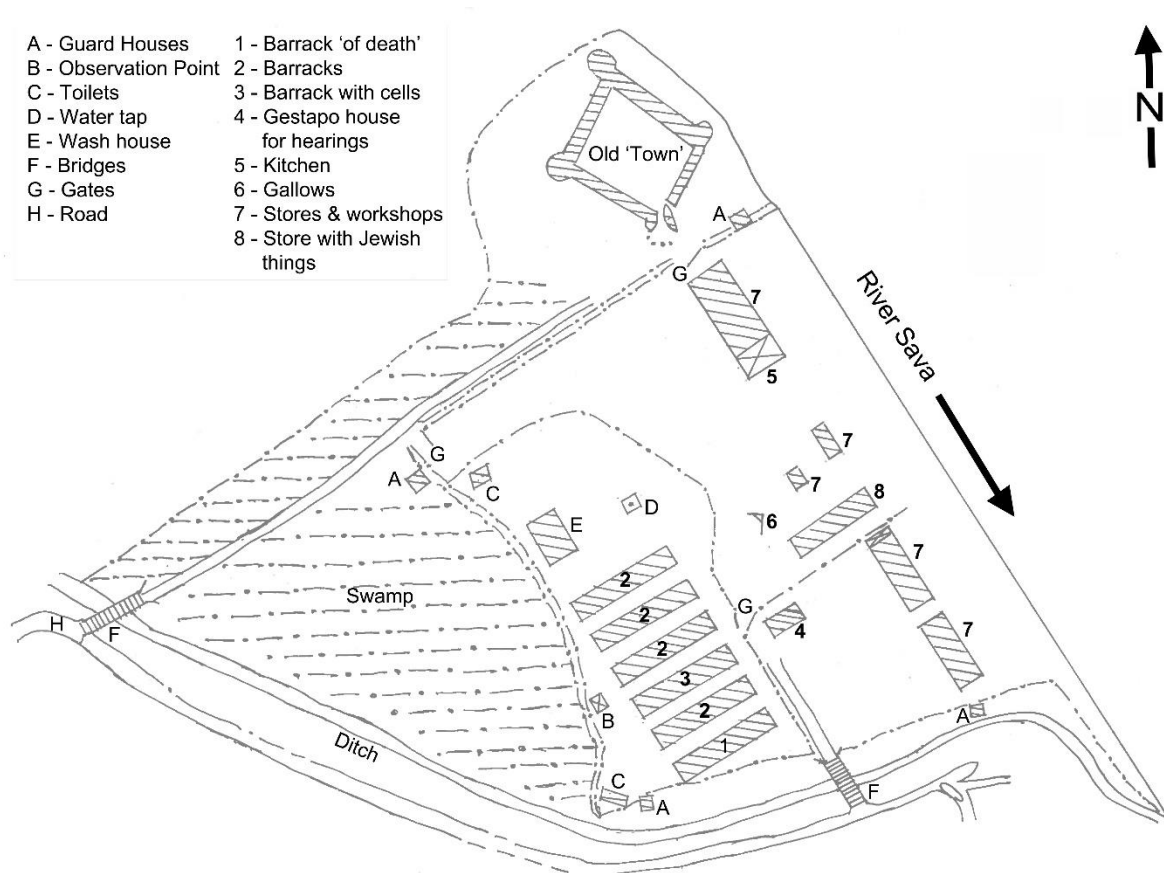 A - Guard Houses
B - Observation Point
C - Toilets
D - Water tap
E - Wash house
F - Bridges
G - Gates
H - Road
1 - Barrack ‘of death’
2 - Barracks
3 - Barrack with cells
4 - Gestapo house
for hearings
5 - Kitchen
6 - Gallows
7 - Stores & workshops
8 - Store with Jewish
things
N
Old ‘Town’
A
G
7
River Sava
5
7
G
A
C
7
8
D
6
E
7
2
Swamp
2
G
H
F
4
2
7
3
B
2
A
Ditch
1
C
A
F